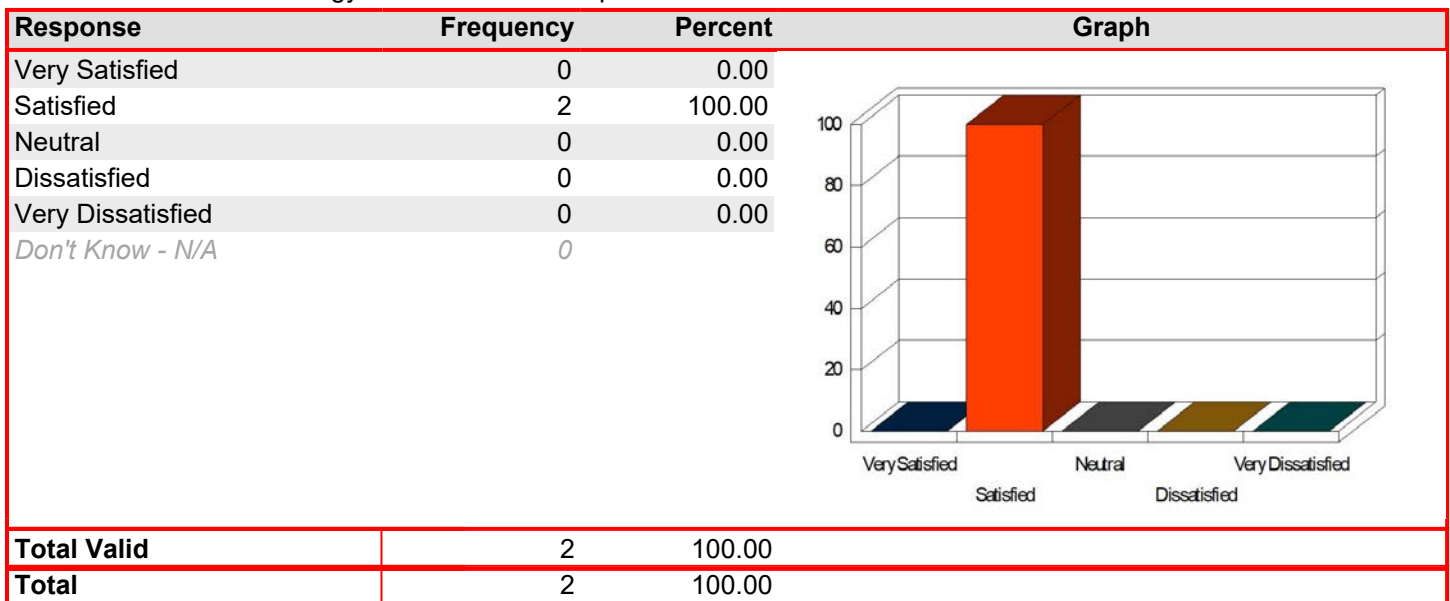 Response Frequency Percent Graph
Very Satisfied 0 0.00
Satisfied 2 100.00
Neutral 0 0.00
Dissatisfied 0 0.00
Very Dissatisfied 0 0.00
Don't Know - N/A 0
100
80
60
40
20
0
Very Satisfied Neutral Very Dissatisfied
Satisfied Dissatisfied
Total Valid 2 100.00
Total 2 100.00